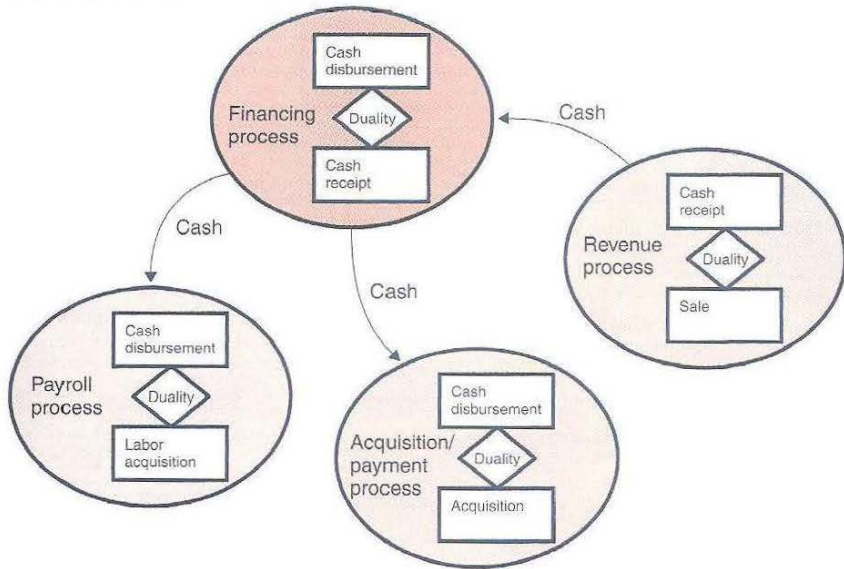 Cash
disbursement
Financing
process
Duality
Cash
receipt
Cash
Cash
receipt
Revenue
process
Duality
Sale
Cash
Cash
Cash
disbursement
Payroll
process
Duality
Labor
acquisition
Cash
disbursement
Acquisition/
payment
process
Duality
Acquisition